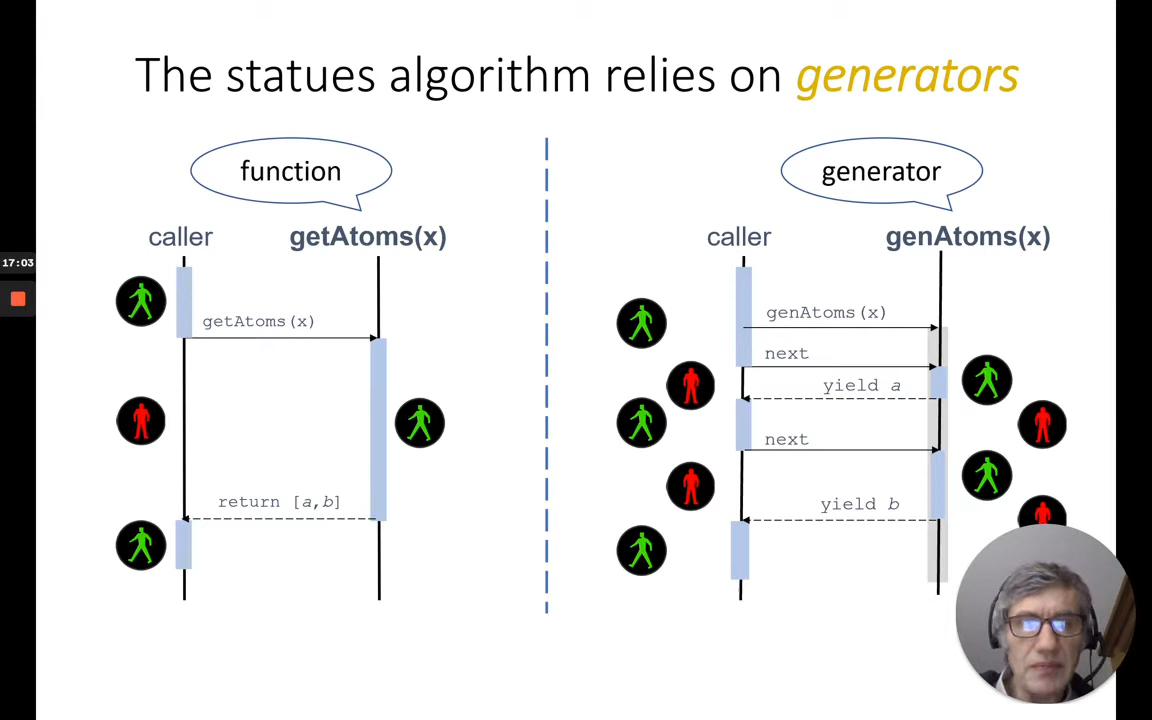 The statues algorithm relies on generators
function
generator
caller
getAtoms(x)
caller
genAtoms(x)
17:03
getAtoms(x)
return [a,b]
genAtoms(x)
next
yield a
next
yield b